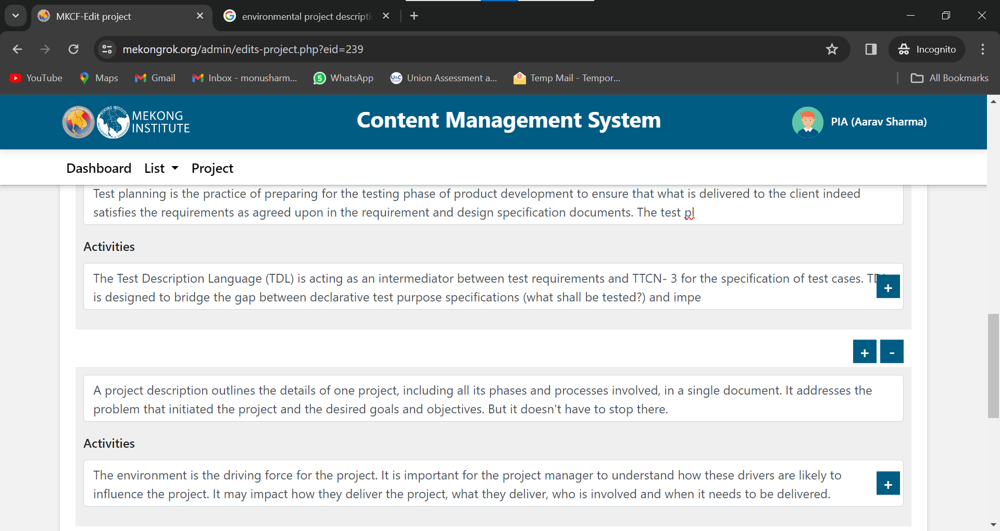 MKCF-Edit project
environmental project descripti
mekongrok.org/admin/edits-project.php?eid=239
Incognito
YouTube
Maps
Gmail
Inbox - monusharm...
WhatsApp
Union Assessment a...
Temp Mail - Tempor...
All Bookmarks
MEKONG
INSTITUTE
Content Management System
PIA (Aarav Sharma)
Dashboard
List
Project
Test planning is the practice of preparing for the testing phase of product development to ensure that what is delivered to the client indeed
satisfies the requirements as agreed upon in the requirement and design specification documents. The test pl
Activities
The Test Description Language (TDL) is acting as an intermediator between test requirements and TTCN- 3 for the specification of test cases. TDL
is designed to bridge the gap between declarative test purpose specifications (what shall be tested?) and impe
+
+
-
A project description outlines the details of one project, including all its phases and processes involved, in a single document. It addresses the
problem that initiated the project and the desired goals and objectives. But it doesn't have to stop there.
Activities
The environment is the driving force for the project. It is important for the project manager to understand how these drivers are likely to
influence the project. It may impact how they deliver the project, what they deliver, who is involved and when it needs to be delivered.
+